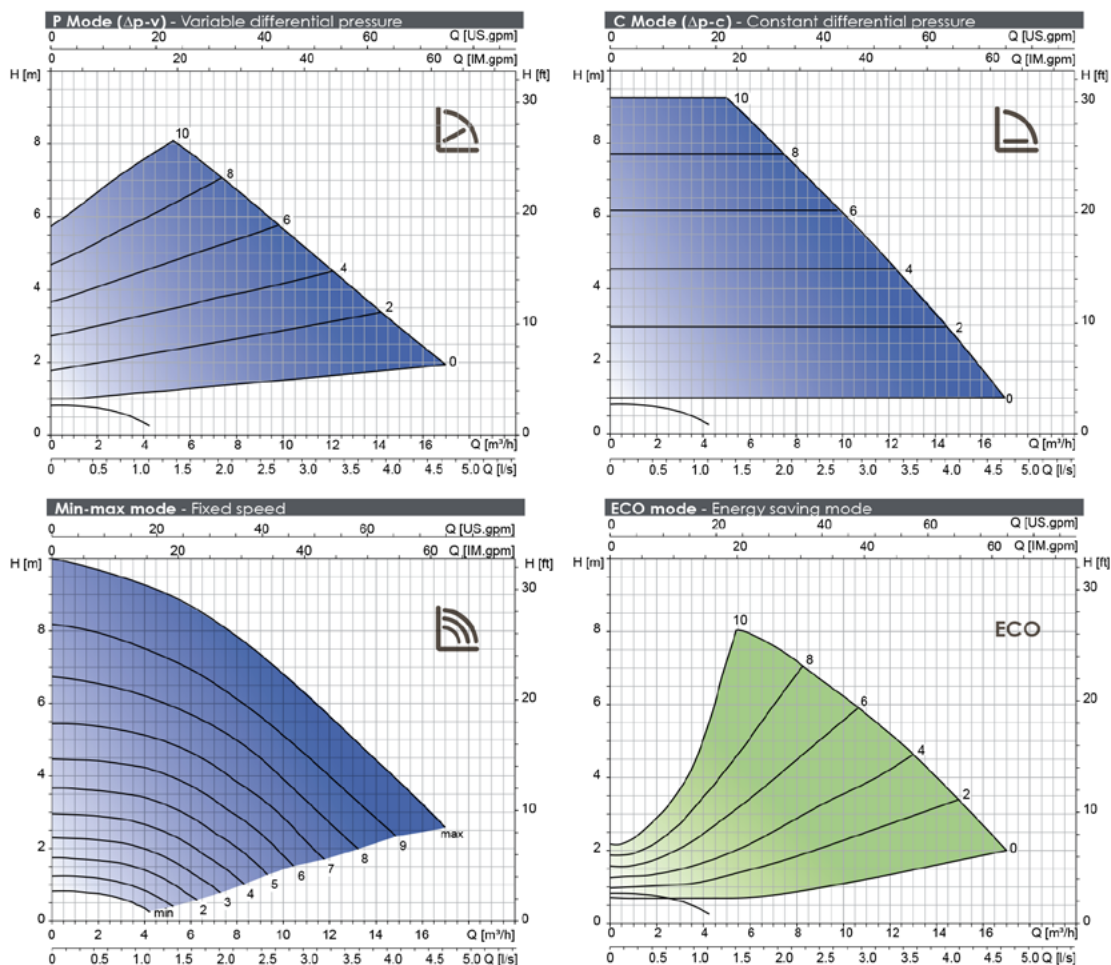 P Mode (Δp-v) - Variable differential pressure
0 20 40 60 Q [US.gpm]
0 20 40 60 Q [IM.gpm]
H [m] H [ft]
30
10
8
8
6
6 20
4
4
2
10
2
0
0 0
0 2 4 6 8 10 12 14 16 Q [m³/h]
0 0.5 1.0 1.5 2.0 2.5 3.0 3.5 4.0 4.5 5.0 Q [l/s]
C Mode (Δp-c) - Constant differential pressure
0 20 40 60 Q [US.gpm]
0 20 40 60 Q [IM.gpm]
H [m] H [ft]
10 30
8 8
6 6 20
4 4
2 10
2
0
0 0
0 2 4 6 8 10 12 14 16 Q [m³/h]
0 0.5 1.0 1.5 2.0 2.5 3.0 3.5 4.0 4.5 5.0 Q [l/s]
Min-max mode - Fixed speed
0 20 40 60 Q [US.gpm]
0 20 40 60 Q [IM.gpm]
H [m] H [ft]
30
8
6 20
4
10
max
9
2 8
7
6
5
4
3
2
min
0 0
0 2 4 6 8 10 12 14 16 Q [m³/h]
0 0.5 1.0 1.5 2.0 2.5 3.0 3.5 4.0 4.5 5.0 Q [l/s]
ECO mode - Energy saving mode
0 20 40 60 Q [US.gpm]
0 20 40 60 Q [IM.gpm]
H [m] H [ft]
30
10
8 ECO
8
6 6 20
4
4
2 10
2 0
0 0
0 2 4 6 8 10 12 14 16 Q [m³/h]
0 0.5 1.0 1.5 2.0 2.5 3.0 3.5 4.0 4.5 5.0 Q [l/s]